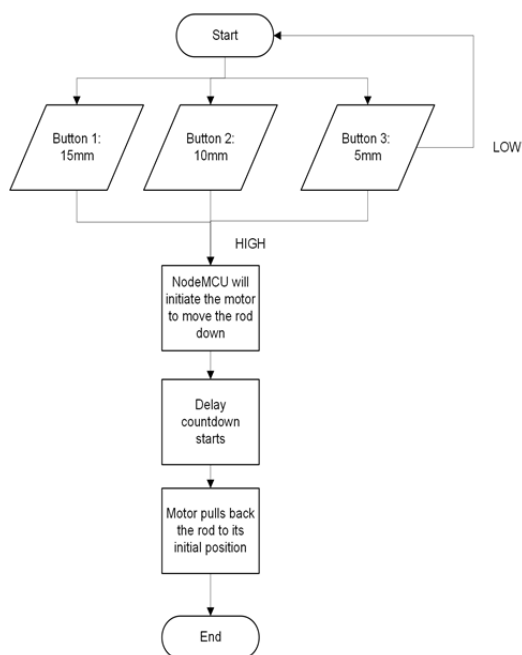 Start
Button 1:
15mm
Button 2:
10mm
Button 3:
5mm
LOW
HIGH
NodeMCU will
initiate the motor
to move the rod
down
Delay
countdown
starts
Motor pulls back
the rod to its
initial position
End